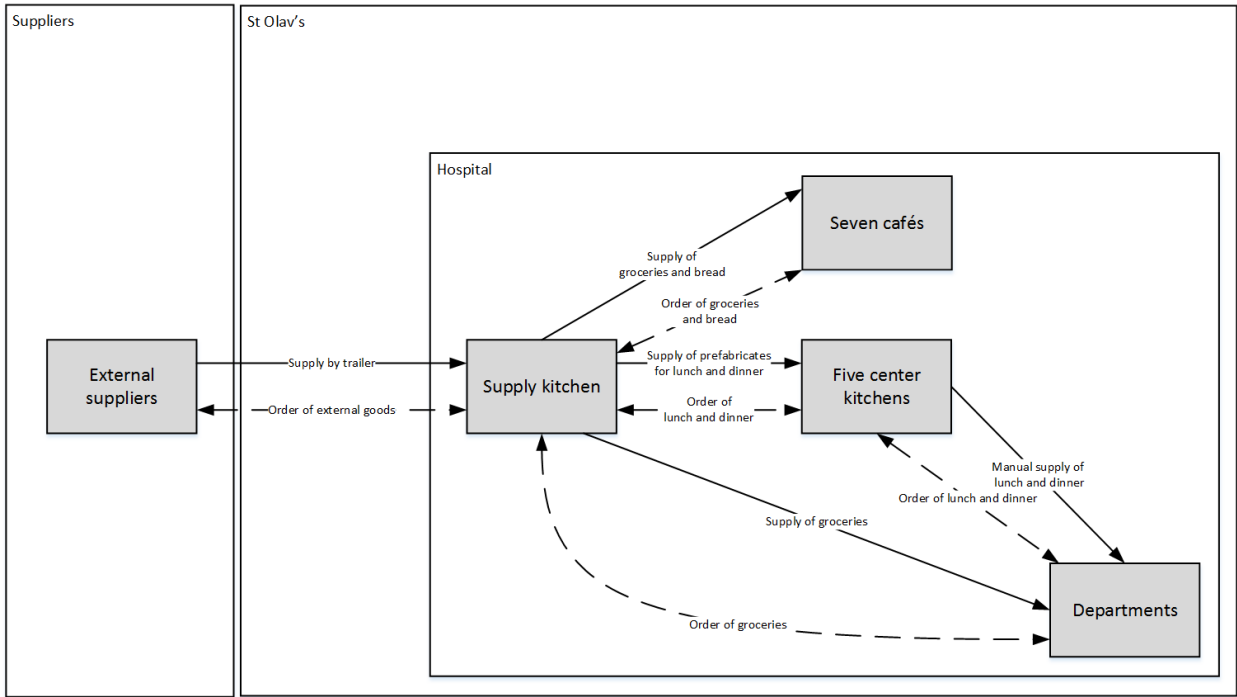 Suppliers
St Olav's
Hospital
Seven cafés
Supply of
groceries and bread
Order of groceries
and bread
External
suppliers
Supply by trailer
Order of external goods
Supply kitchen
Supply of prefabricates
for lunch and dinner
Order of
lunch and dinner
Five center
kitchens
Manual supply of
lunch and dinner
Order of lunch and dinner
Supply of groceries
Order of groceries
Departments